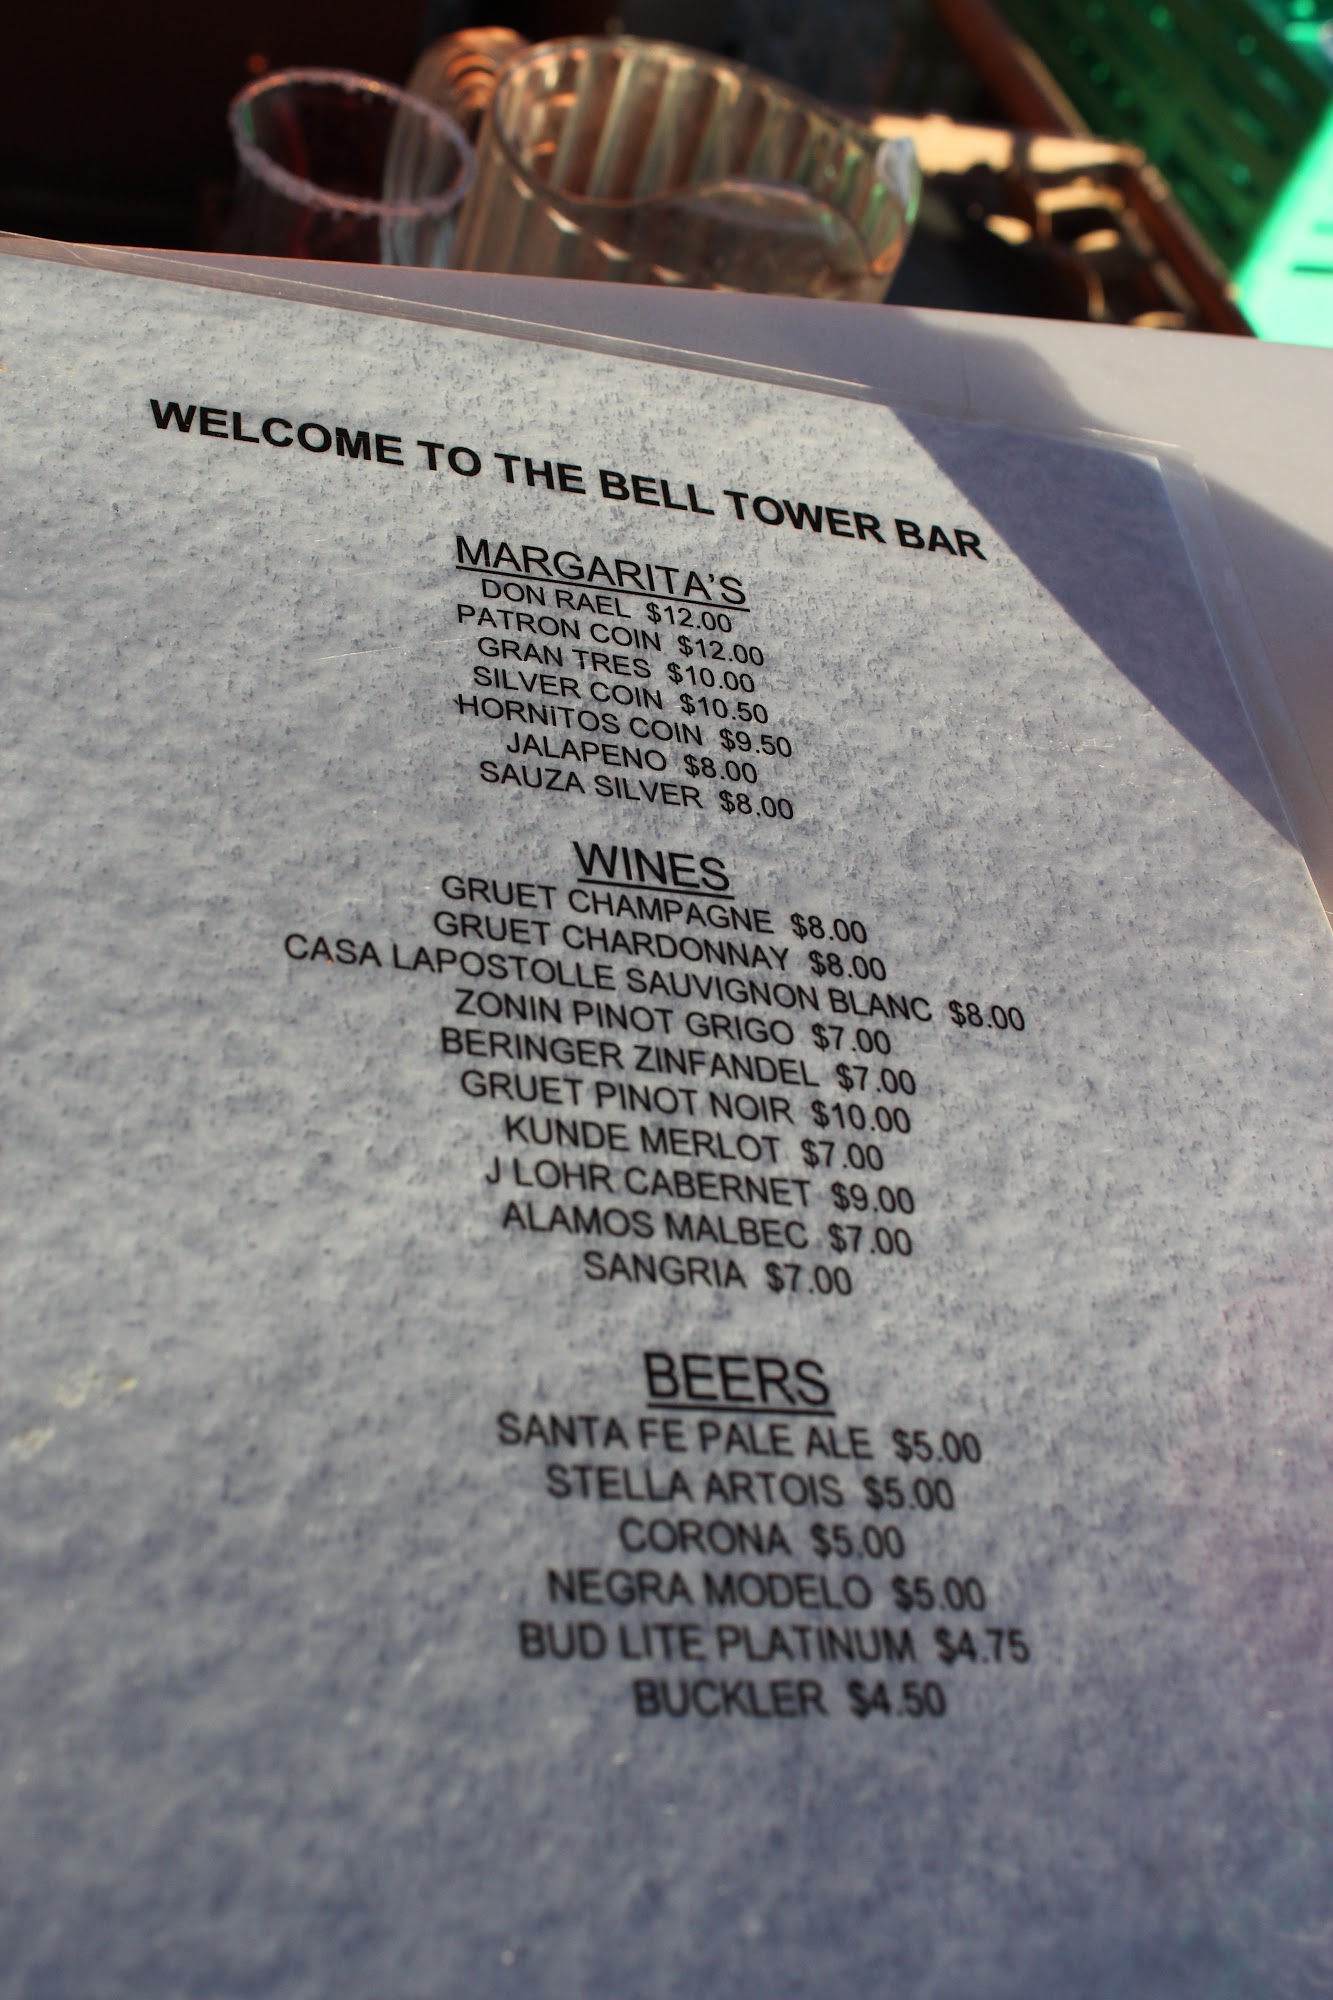 WELCOME TO THE BELL TOWER BAR
MARGARITA'S
DON RAEL $12.00
PATRON COIN $12.00
GRAN TRES $10.00
SILVER COIN $10.50
HORNITOS COIN $9.50
JALAPENO $8.00
SAUZA SILVER $8.00
WINES
GRUET CHAMPAGNE $8.00
GRUET CHARDONNAY $8.00
CASA LAPOSTOLLE SAUVIGNON BLANC $8.00
ZONIN PINOT GRIGO $7.00
BERINGER ZINFANDEL $7.00
GRUET PINOT NOIR $10.00
KUNDE MERLOT $7.00
J LOHR CABERNET $9.00
ALAMOS MALBEC $7.00
SANGRIA $7.00
BEERS
SANTA FE PALE ALE $5.00
STELLA ARTOIS $5.00
CORONA $5.00
NEGRA MODELO $5.00
BUD LITE PLATINUM $4.75
BUCKLER $4.50